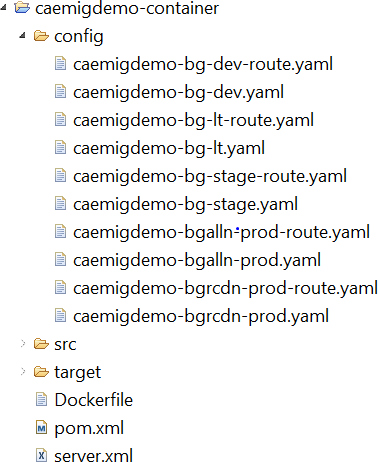 caemigdemo-container
config
caemigdemo-bg-dev-route.yaml
caemigdemo-bg-dev.yaml
caemigdemo-bg-lt-route.yaml
caemigdemo-bg-lt.yaml
caemigdemo-bg-stage-route.yaml
caemigdemo-bg-stage.yaml
caemigdemo-bgalln-prod-route.yaml
caemigdemo-bgalln-prod.yaml
caemigdemo-bgrcdn-prod-route.yaml
caemigdemo-bgrcdn-prod.yaml
src
target
Dockerfile
pom.xml
server.xml